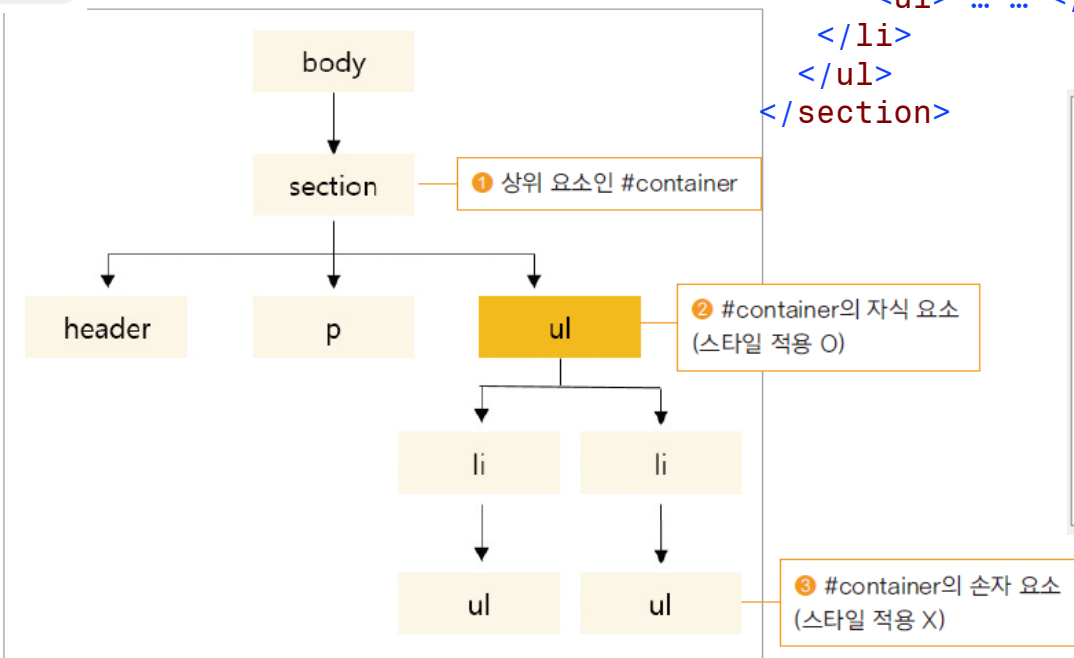 <ul> … … </
</li>
</ul>
</section>
body
section
❶ 상위 요소인 #container
header
p
ul
❷ #container의 자식 요소
(스타일 적용 O)
li
li
ul
ul
❸ #container의 손자 요소
(스타일 적용 X)